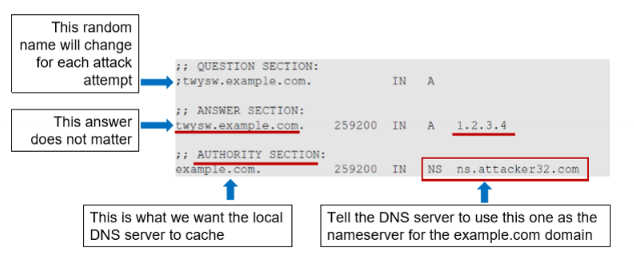 This random
name will change
for each attack
attempt
;; QUESTION SECTION:
;twysw.example.com. IN A
This answer
does not matter
;; ANSWER SECTION:
twysw.example.com. 259200 IN A 1.2.3.4
;; AUTHORITY SECTION:
example.com. 259200 IN NS ns.attacker32.com
This is what we want the local
DNS server to cache
Tell the DNS server to use this one as the
nameserver for the example.com domain